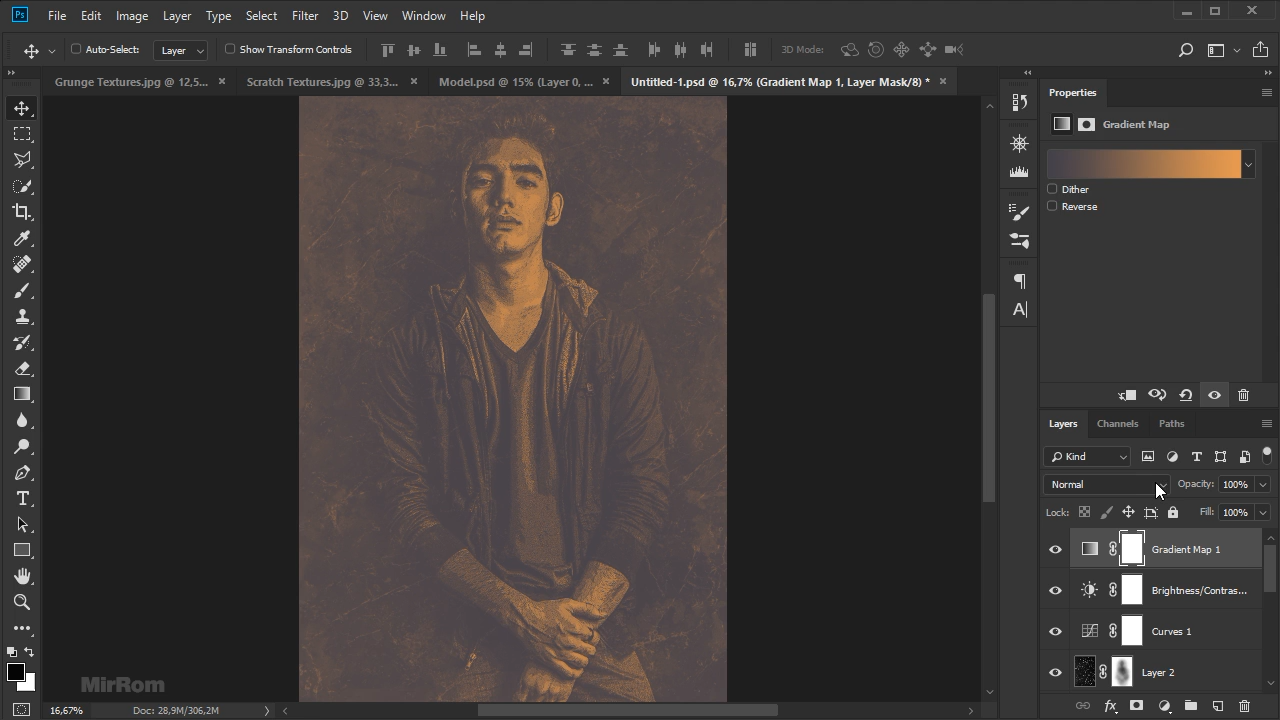 Ps File Edit Image Layer Type Select Filter 3D View Window Help
Auto-Select: Layer Show Transform Controls 3D Mode:
Grunge Textures.jpg @ 12,5... × Scratch Textures.jpg @ 33,3... × Model.psd @ 15% (Layer 0, ... × Untitled-1.psd @ 16,7% (Gradient Map 1, Layer Mask/8) * ×
Properties
Gradient Map
Dither
Reverse
Layers Channels Paths
Kind
Normal Opacity: 100%
Lock: Fill: 100%
Gradient Map 1
Brightness/Contras...
Curves 1
Layer 2
MirRom
16,67% Doc: 28,9M/306,2M